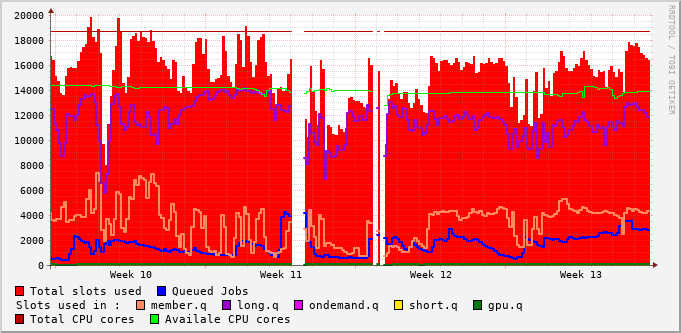 20000
18000
16000
14000
12000
10000
8000
6000
4000
2000
0
Week 10 Week 11 Week 12 Week 13
RRDTOOL / TOBI OETIKER
Total slots used Queued Jobs
Slots used in : member.q long.q ondemand.q short.q gpu.q
Total CPU cores Availale CPU cores